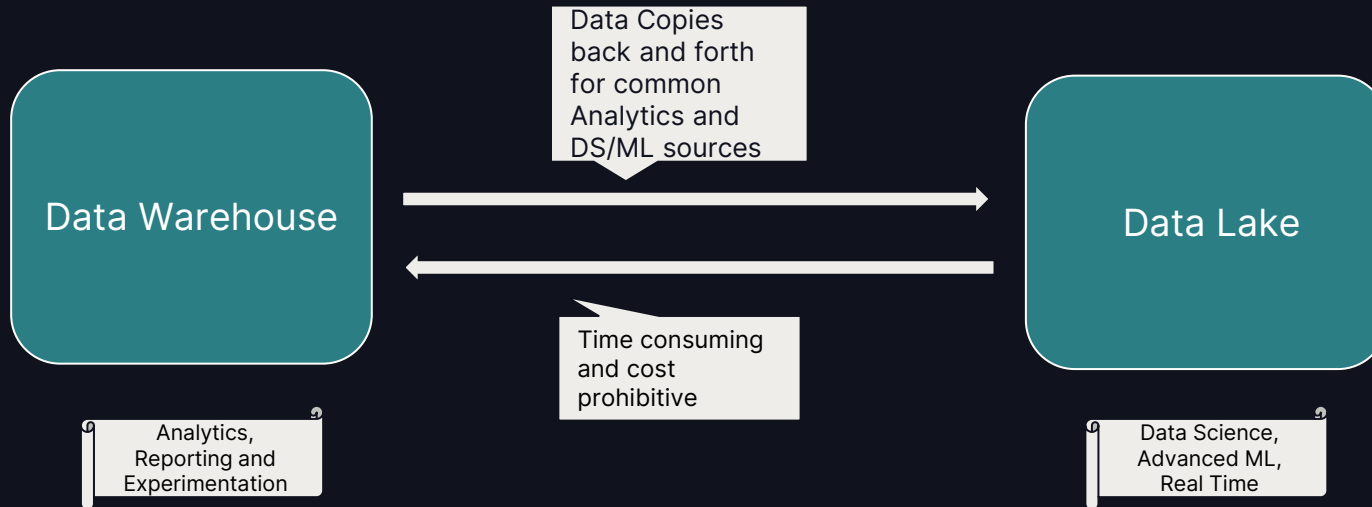 Data Copies
back and forth
for common
Analytics and
DS/ML sources
Data Warehouse
Data Lake
Time consuming
and cost
prohibitive
Analytics,
Reporting and
Experimentation
Data Science,
Advanced ML,
Real Time